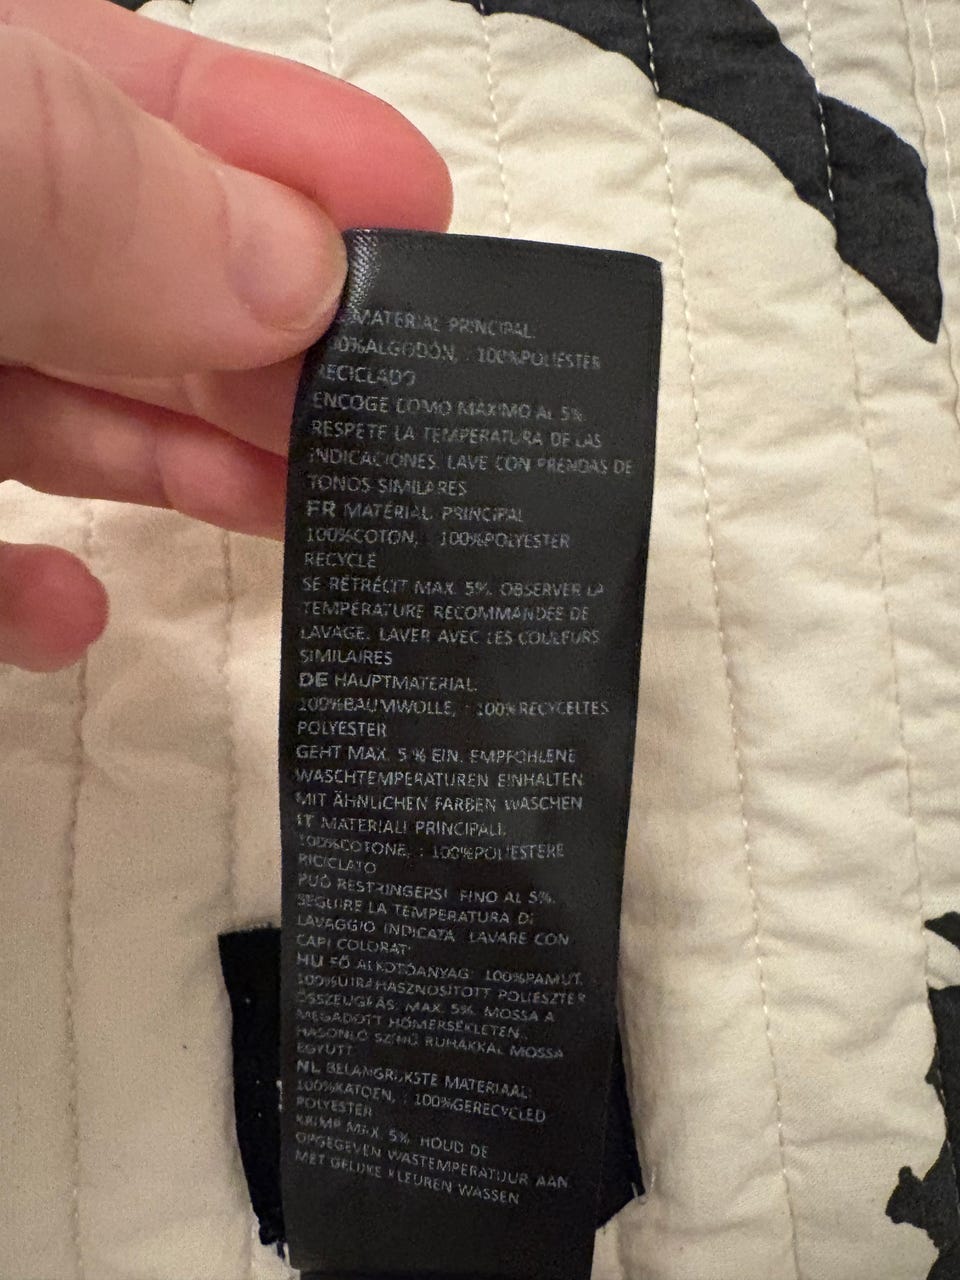 MATERIAL PRINCIPAL:
100%ALGODÓN, : 100%POLIESTER
RECICLADO
ENCOGE COMO MÁXIMO AL 5%.
RESPETE LA TEMPERATURA DE LAS
INDICACIONES. LAVE CON PRENDAS DE
TONOS SIMILARES
FR MATÉRIAL PRINCIPAL
100%COTON, : 100%POLYESTER
RECYCLÉ
SE RÉTRÉCIT MAX. 5%. OBSERVER LA
TEMPÉRATURE RECOMMANDÉE DE
LAVAGE. LAVER AVEC LES COULEURS
SIMILAIRES
DE HAUPTMATERIAL:
100%BAUMWOLLE, : 100%RECYCELTES
POLYESTER
GEHT MAX. 5 % EIN. EMPFOHLENE
WASCHTEMPERATUREN EINHALTEN
MIT ÄHNLICHEN FARBEN WASCHEN
IT MATERIALI PRINCIPALI:
100%COTONE, : 100%POLIESTERE
RICICLATO
PUÒ RESTRINGERSI FINO AL 5%.
SEGUIRE LA TEMPERATURA DI
LAVAGGIO INDICATA. LAVARE CON
CAPI COLORATI
HU FŐ ALKOTÓANYAG: 100%PAMUT,
100%ÚJRAHASZNOSÍTOTT POLIÉSZTER
ÖSSZEUGRÁS: MAX. 5%. MOSSA A
MEGADOTT HŐMÉRSÉKLETEN.
HASONLÓ SZÍNŰ RUHÁKKAL MOSSA
EGYÜTT
NL BELANGRIJKSTE MATERIAAL:
100%KATOEN, : 100%GERECYCLED
POLYESTER
KRIMP MAX. 5%. HOUD DE
OPGEGEVEN WASTEMPERATUUR AAN.
MET GELIJKE KLEUREN WASSEN